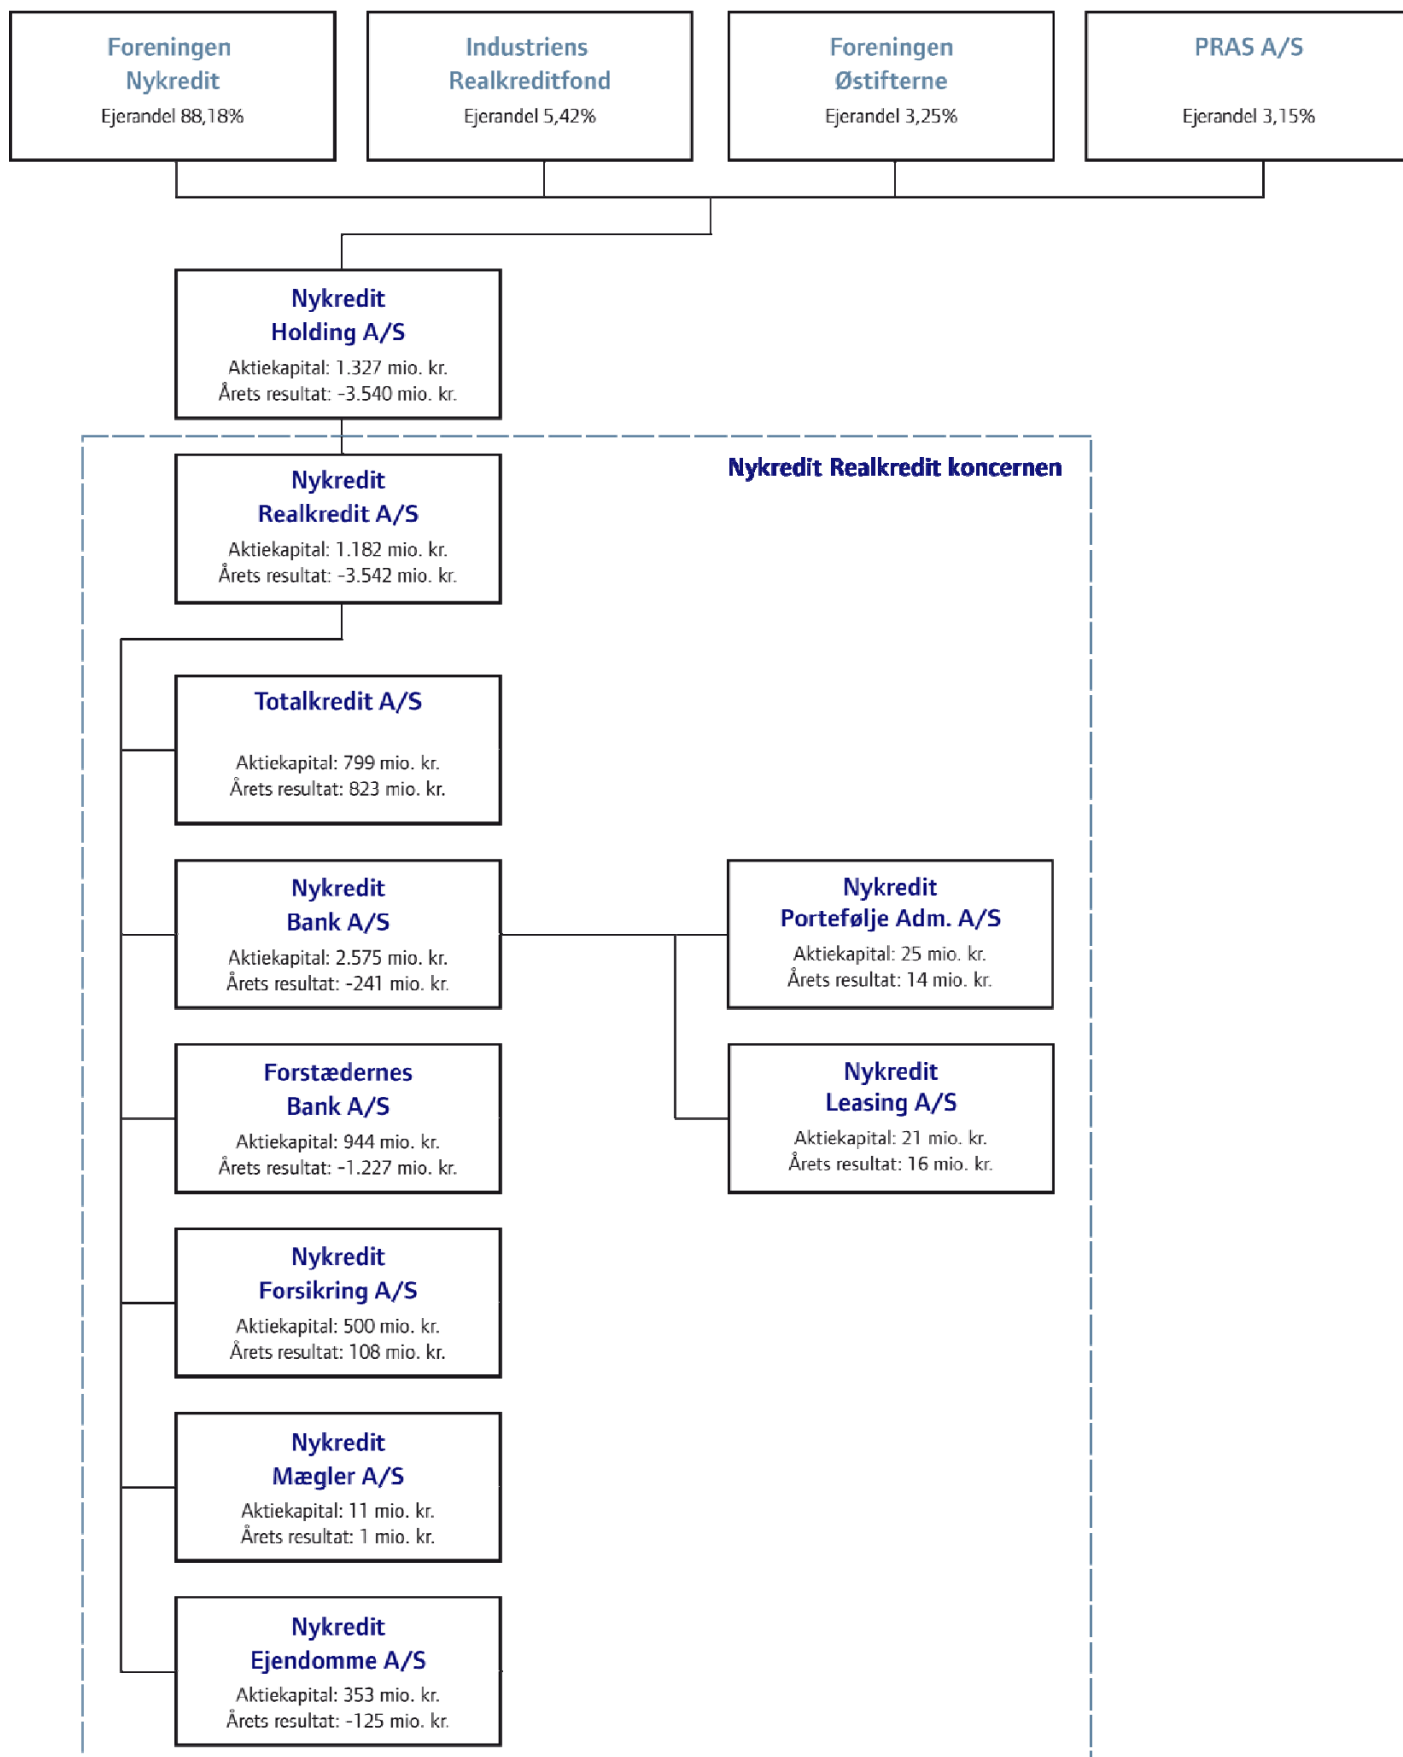 Foreningen
Nykredit
Ejerandel 88,18%
Industriens
Realkreditfond
Ejerandel 5,42%
Foreningen
Østifterne
Ejerandel 3,25%
PRAS A/S
Ejerandel 3,15%
Nykredit
Holding A/S
Aktiekapital: 1.327 mio. kr.
Årets resultat: -3.540 mio. kr.
Nykredit Realkredit koncernen
Nykredit
Realkredit A/S
Aktiekapital: 1.182 mio. kr.
Årets resultat: -3.542 mio. kr.
Totalkredit A/S
Aktiekapital: 799 mio. kr.
Årets resultat: 823 mio. kr.
Nykredit
Bank A/S
Aktiekapital: 2.575 mio. kr.
Årets resultat: -241 mio. kr.
Nykredit
Portefølje Adm. A/S
Aktiekapital: 25 mio. kr.
Årets resultat: 14 mio. kr.
Forstædernes
Bank A/S
Aktiekapital: 944 mio. kr.
Årets resultat: -1.227 mio. kr.
Nykredit
Leasing A/S
Aktiekapital: 21 mio. kr.
Årets resultat: 16 mio. kr.
Nykredit
Forsikring A/S
Aktiekapital: 500 mio. kr.
Årets resultat: 108 mio. kr.
Nykredit
Mægler A/S
Aktiekapital: 11 mio. kr.
Årets resultat: 1 mio. kr.
Nykredit
Ejendomme A/S
Aktiekapital: 353 mio. kr.
Årets resultat: -125 mio. kr.